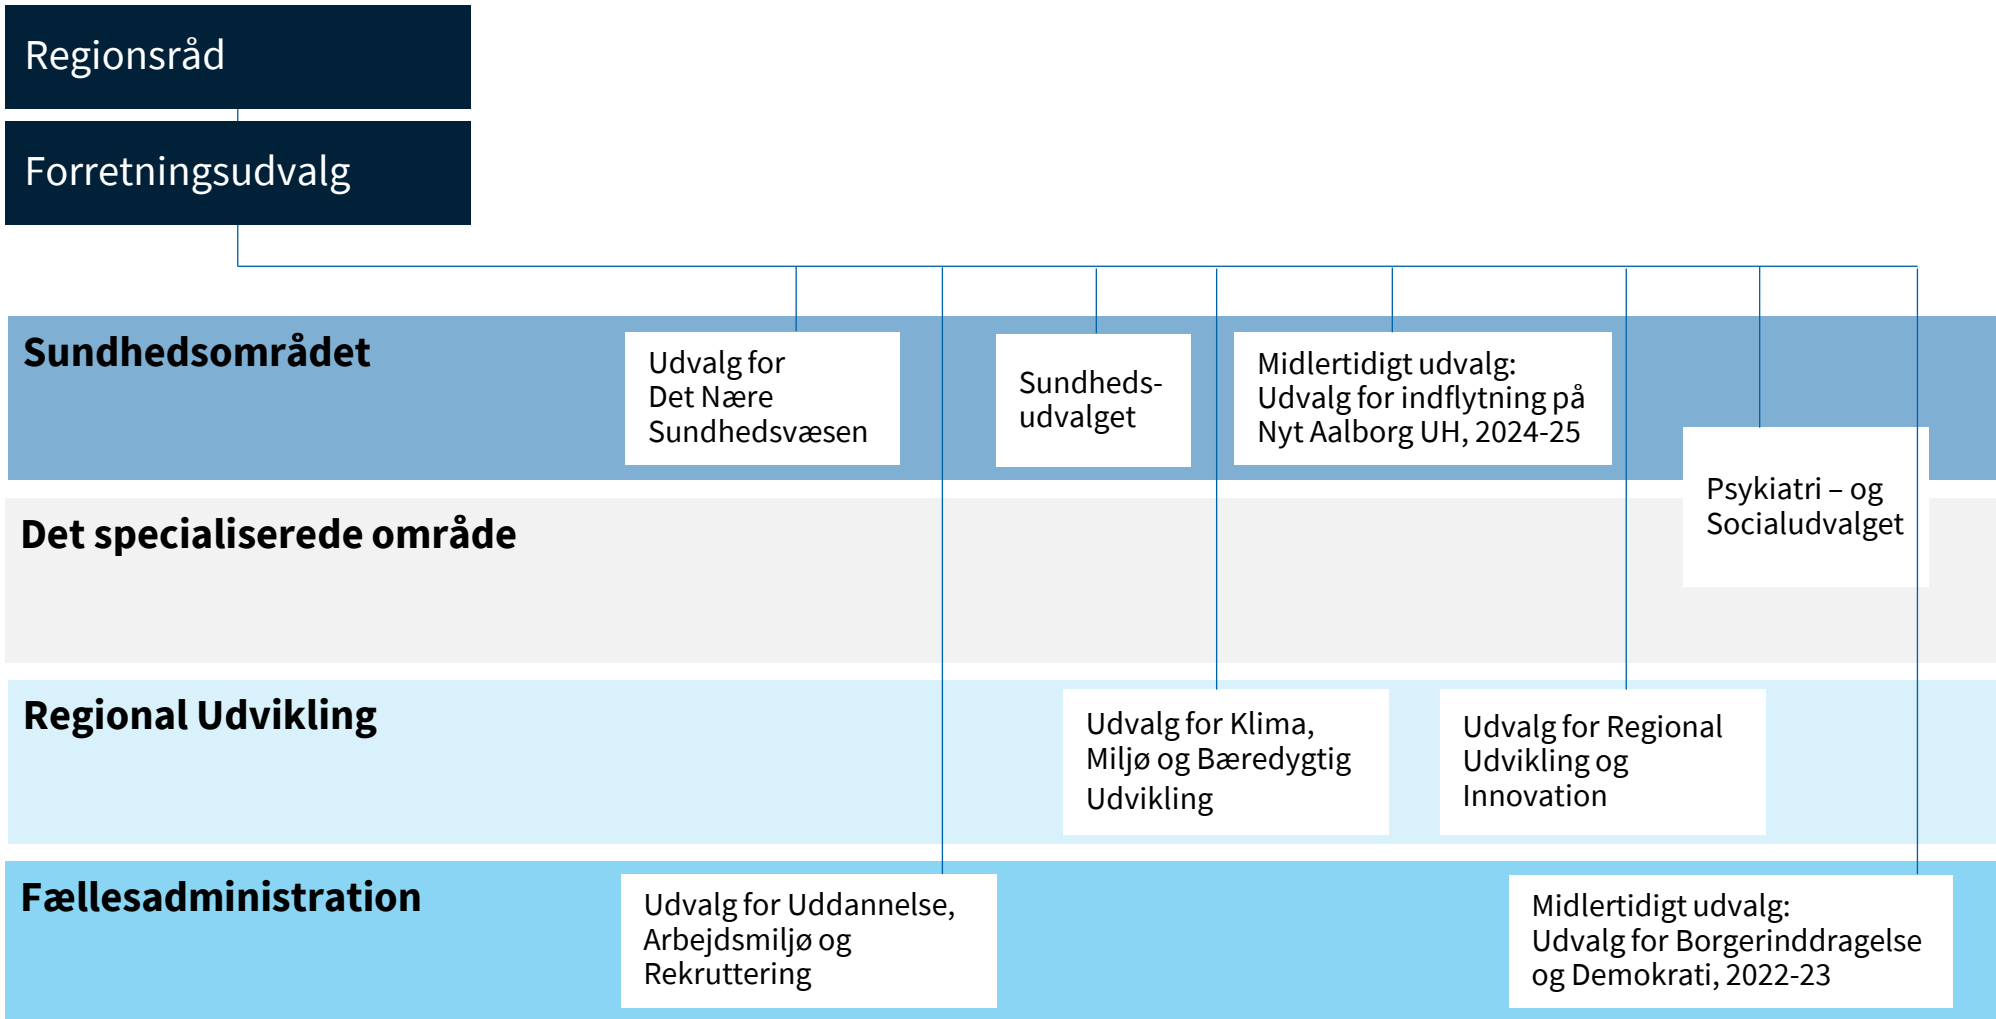 Regionsråd
Forretningsudvalg
Sundhedsområdet
Udvalg for
Det Nære
Sundhedsvæsen
Sundheds-
udvalget
Midlertidigt udvalg:
Udvalg for indflytning på
Nyt Aalborg UH, 2024-25
Psykiatri – og
Socialudvalget
Det specialiserede område
Regional Udvikling
Udvalg for Klima,
Miljø og Bæredygtig
Udvikling
Udvalg for Regional
Udvikling og
Innovation
Fællesadministration
Udvalg for Uddannelse,
Arbejdsmiljø og
Rekruttering
Midlertidigt udvalg:
Udvalg for Borgerinddragelse
og Demokrati, 2022-23